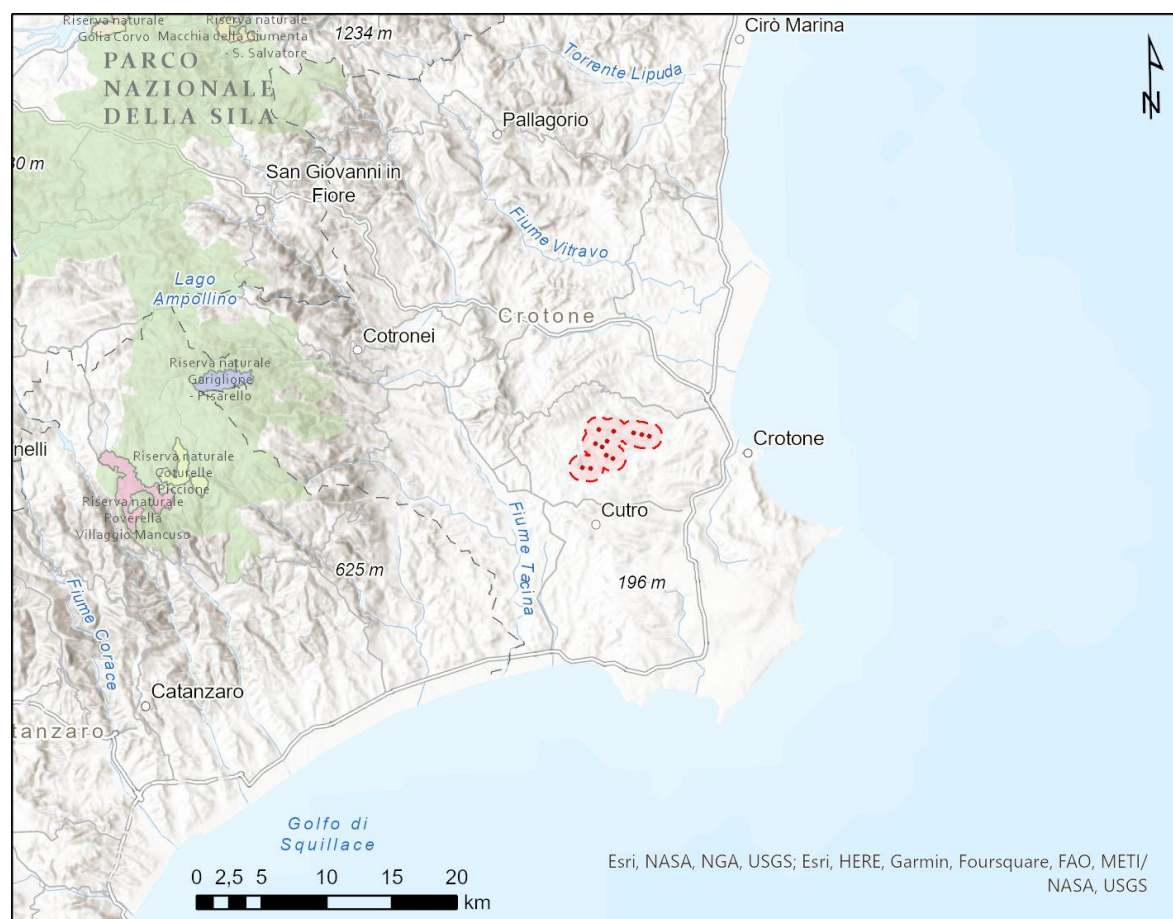 Riserva naturale
Golia Corvo
Riserva naturale
Macchia della Giumenta
- S. Salvatore
1234 m
Cirò Marina
PARCO
NAZIONALE
DELLA SILA
Torrente Lipuda
N
Pallagorio
30 m
San Giovanni in
Fiore
Fiume Vitravo
Lago
Ampollino
Crotone
Cotronei
Riserva naturale
Gariglione
- Pisarello
nelli
Crotone
Riserva naturale
Coturelle
Piccione
Riserva naturale
Poverella
Villaggio Mancuso
Fiume Tacina
Cutro
625 m
196 m
Fiume Corace
Catanzaro
tanzaro
Golfo di
Squillace
Esri, NASA, NGA, USGS; Esri, HERE, Garmin, Foursquare, FAO, METI/
NASA, USGS
0 2,5 5 10 15 20
km